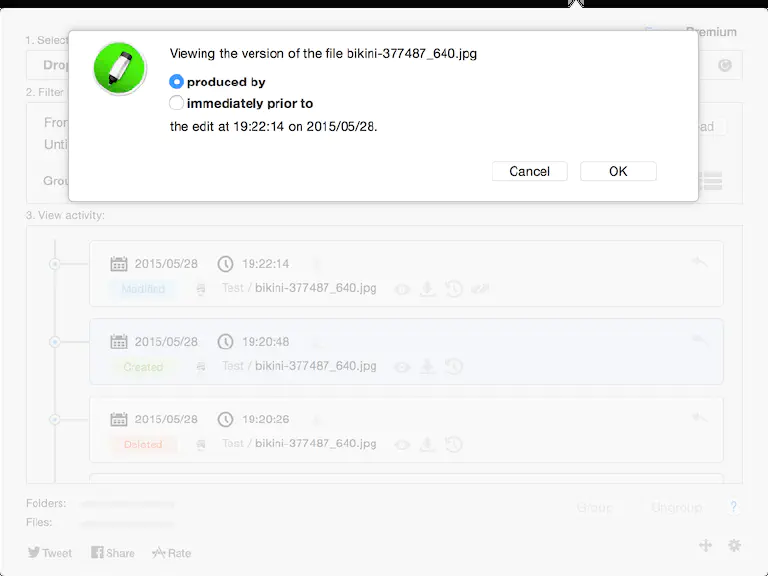 Premium
1. Select
Viewing the version of the file bikini-377487_640.jpg
Drop
produced by
2. Filter
immediately prior to
From
the edit at 19:22:14 on 2015/05/28.
Until
Cancel
OK
3. View activity:
2015/05/28 19:22:14
Modified Test / bikini-377487_640.jpg
2015/05/28 19:20:48
Created Test / bikini-377487_640.jpg
2015/05/28 19:20:26
Deleted Test / bikini-377487_640.jpg
Folders:
Group Ungroup ?
Files:
Tweet Share Rate